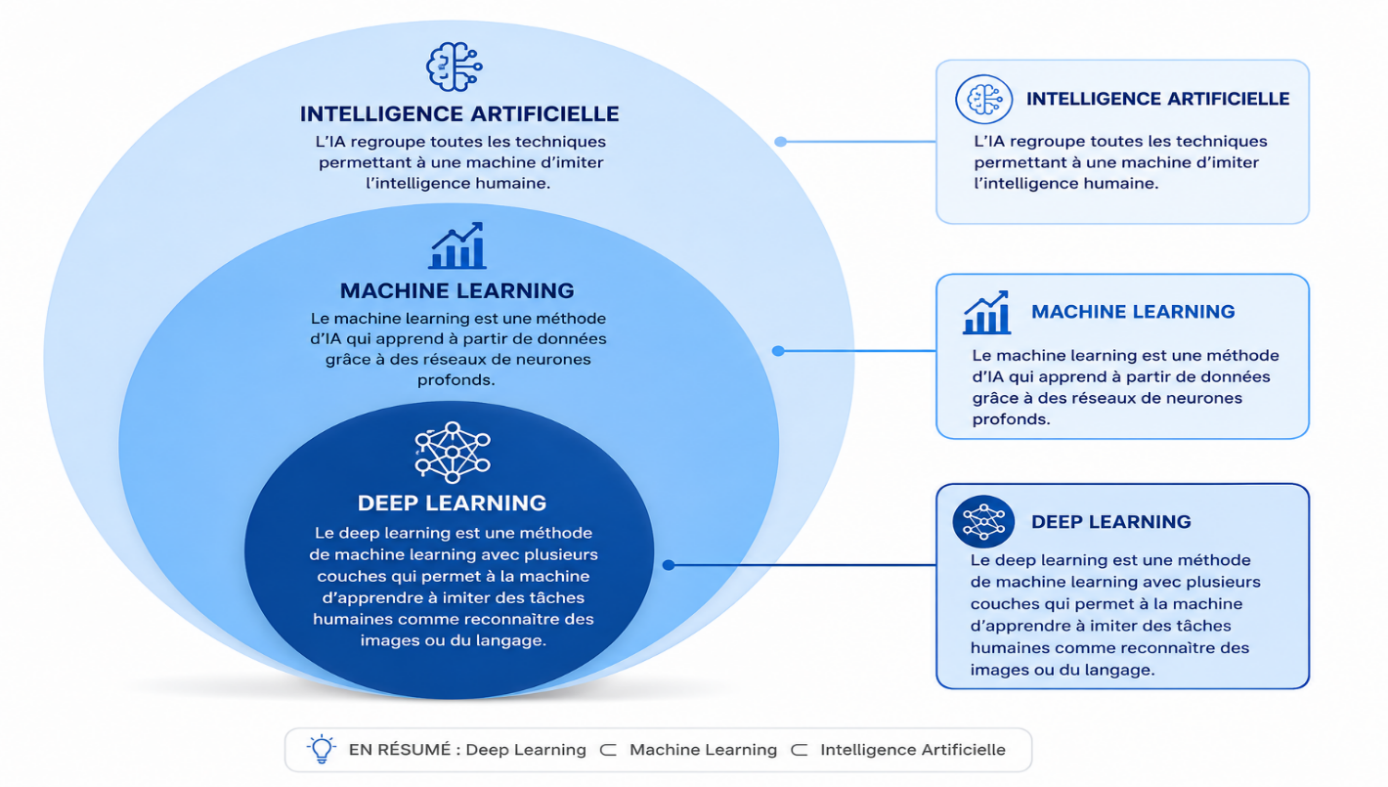 INTELLIGENCE ARTIFICIELLE
L'IA regroupe toutes les techniques
permettant à une machine d'imiter
l'intelligence humaine.
MACHINE LEARNING
Le machine learning est une méthode
d'IA qui apprend à partir de données
grâce à des réseaux de neurones
profonds.
DEEP LEARNING
Le deep learning est une méthode
de machine learning avec plusieurs
couches qui permet à la machine
d'apprendre à imiter des tâches
humaines comme reconnaître des
images ou du langage.
INTELLIGENCE ARTIFICIELLE
L'IA regroupe toutes les techniques
permettant à une machine d'imiter
l'intelligence humaine.
MACHINE LEARNING
Le machine learning est une méthode
d'IA qui apprend à partir de données
grâce à des réseaux de neurones
profonds.
DEEP LEARNING
Le deep learning est une méthode
de machine learning avec plusieurs
couches qui permet à la machine
d'apprendre à imiter des tâches
humaines comme reconnaître des
images ou du langage.
EN RÉSUMÉ : Deep Learning ⊂ Machine Learning ⊂ Intelligence Artificielle